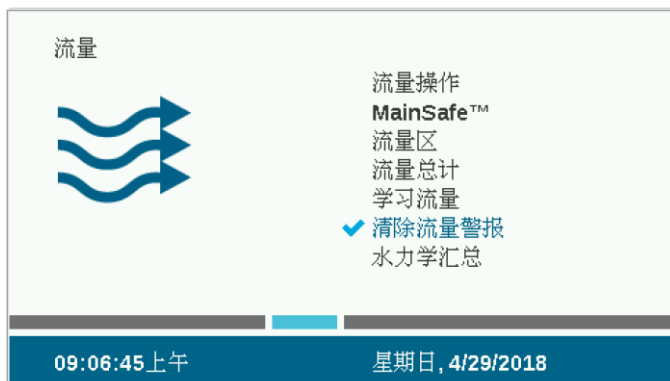 流量
流量操作
MainSafe™
流量区
流量总计
学习流量
清除流量警报
水力学汇总
09:06:45上午
星期日, 4/29/2018